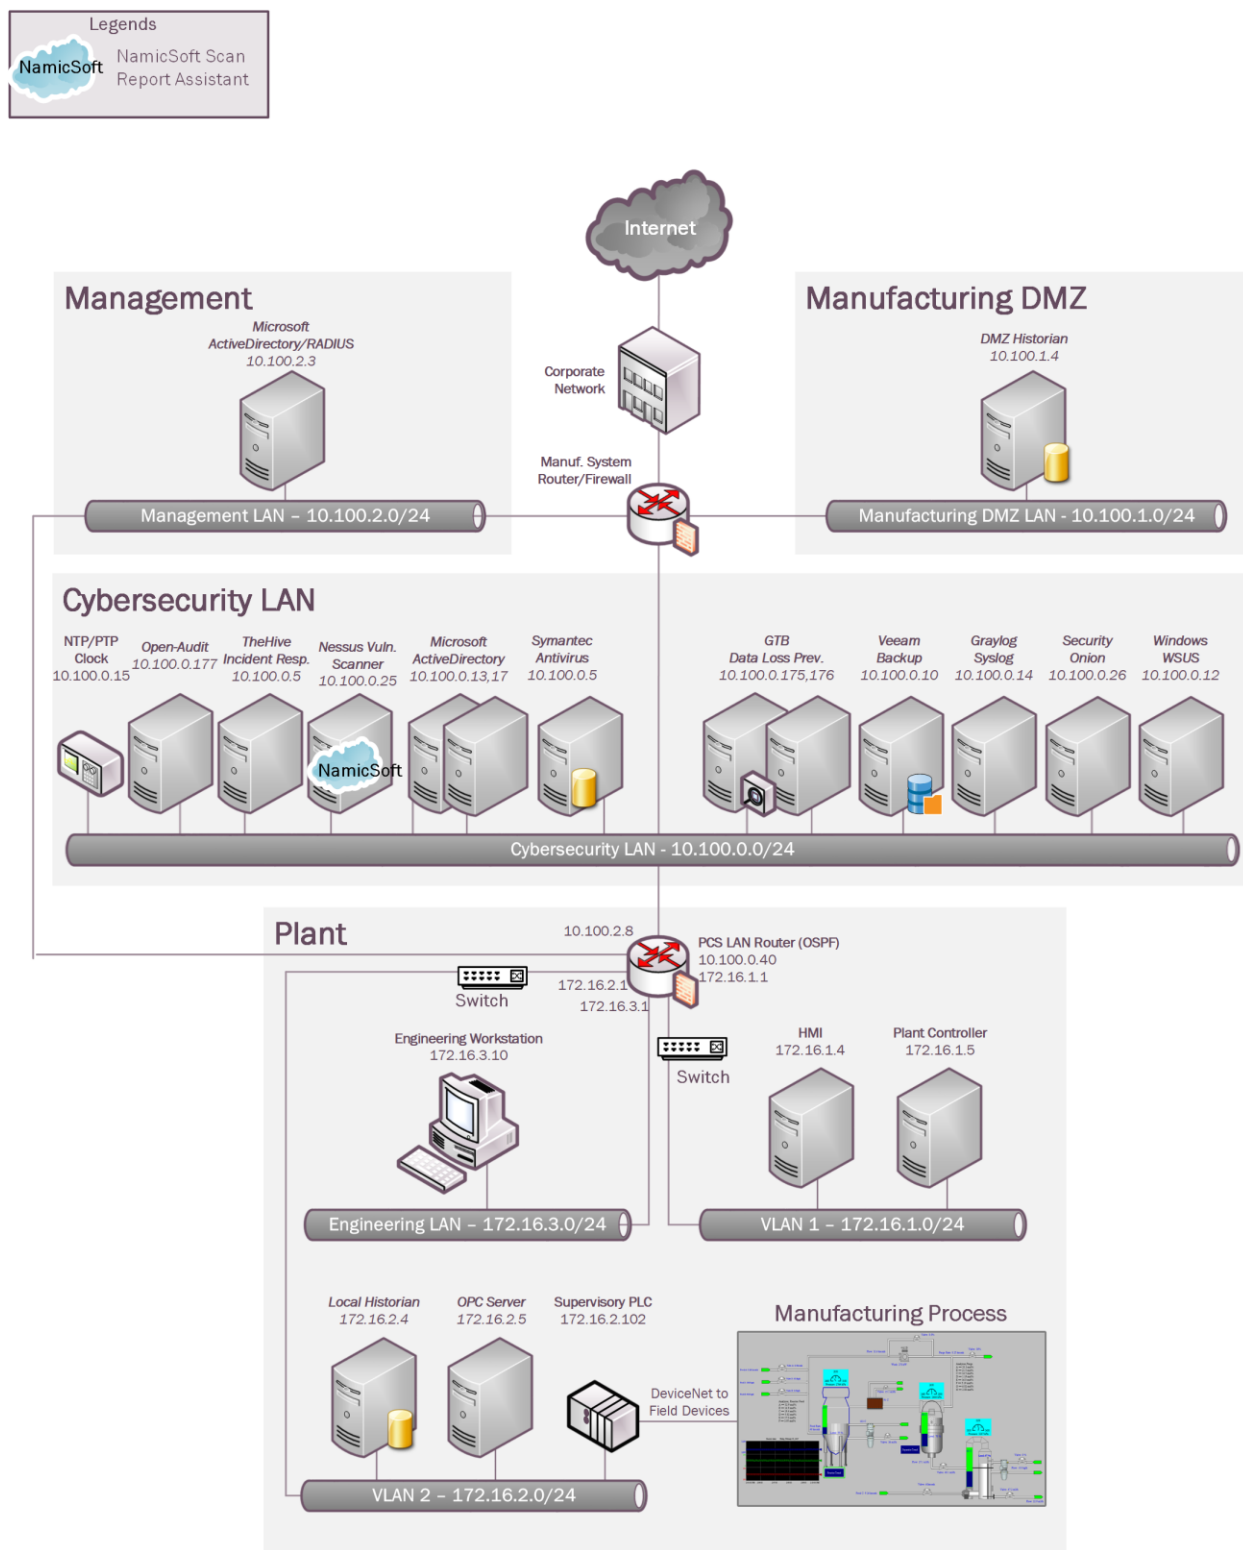 Legends
NamicSoft
NamicSoft Scan
Report Assistant
Internet
Management
Manufacturing DMZ
Microsoft
ActiveDirectory/RADIUS
10.100.2.3
DMZ Historian
10.100.1.4
Corporate
Network
Manuf. System
Router/Firewall
Management LAN – 10.100.2.0/24
Manufacturing DMZ LAN - 10.100.1.0/24
Cybersecurity LAN
NTP/PTP
Clock
10.100.0.15
Open-Audit
10.100.0.177
TheHive
Incident Resp.
10.100.0.5
Nessus Vuln.
Scanner
10.100.0.25
Microsoft
ActiveDirectory
10.100.0.13,17
Symantec
Antivirus
10.100.0.5
GTB
Data Loss Prev.
10.100.0.175,176
Veeam
Backup
10.100.0.10
Graylog
Syslog
10.100.0.14
Security
Onion
10.100.0.26
Windows
WSUS
10.100.0.12
NamicSoft
Cybersecurity LAN - 10.100.0.0/24
Plant
10.100.2.8
PCS LAN Router (OSPF)
10.100.0.40
172.16.1.1
172.16.2.1
172.16.3.1
Switch
Engineering Workstation
172.16.3.10
Switch
HMI
172.16.1.4
Plant Controller
172.16.1.5
Engineering LAN – 172.16.3.0/24
VLAN 1 – 172.16.1.0/24
Local Historian
172.16.2.4
OPC Server
172.16.2.5
Supervisory PLC
172.16.2.102
Manufacturing Process
DeviceNet to
Field Devices
VLAN 2 – 172.16.2.0/24